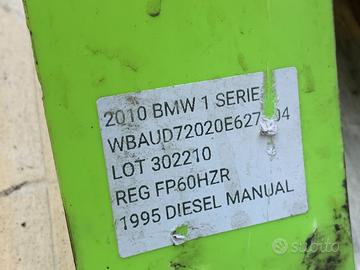 2010 BMW 1 SERIE
LOT 302210
REG FP60HZR
1995 DIESEL MANUAL
subito